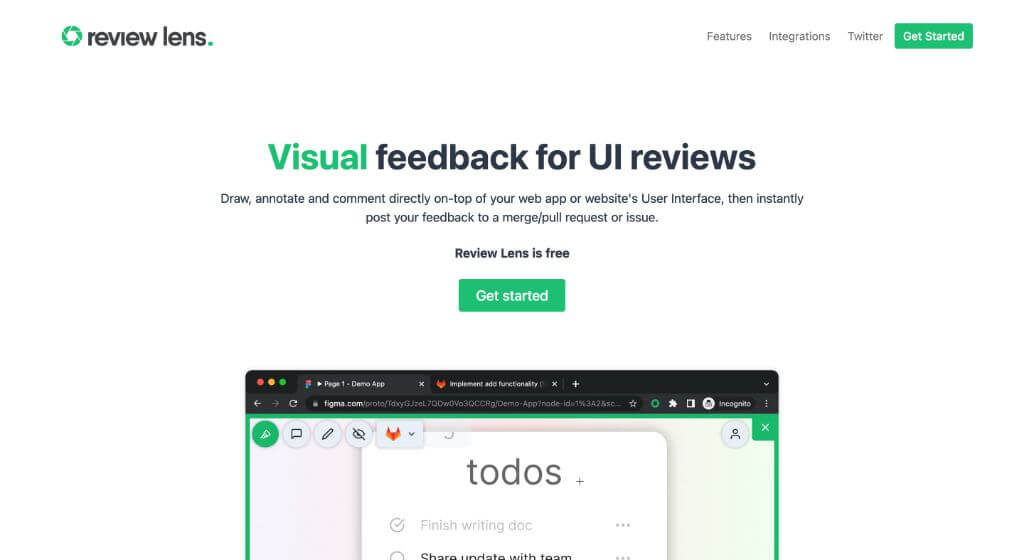 review lens.
Features Integrations Twitter Get Started
Visual feedback for UI reviews
Draw, annotate and comment directly on-top of your web app or website's User Interface, then instantly
post your feedback to a merge/pull request or issue.
Review Lens is free
Get started
Page 1 - Demo App
Implement add functionality
figma.com/proto/TdxyGJzeL7QDw0Vo3QCCRg/Demo-App?node-id=1%3A2&sc...
Incognito
todos
Finish writing doc
Share update with team